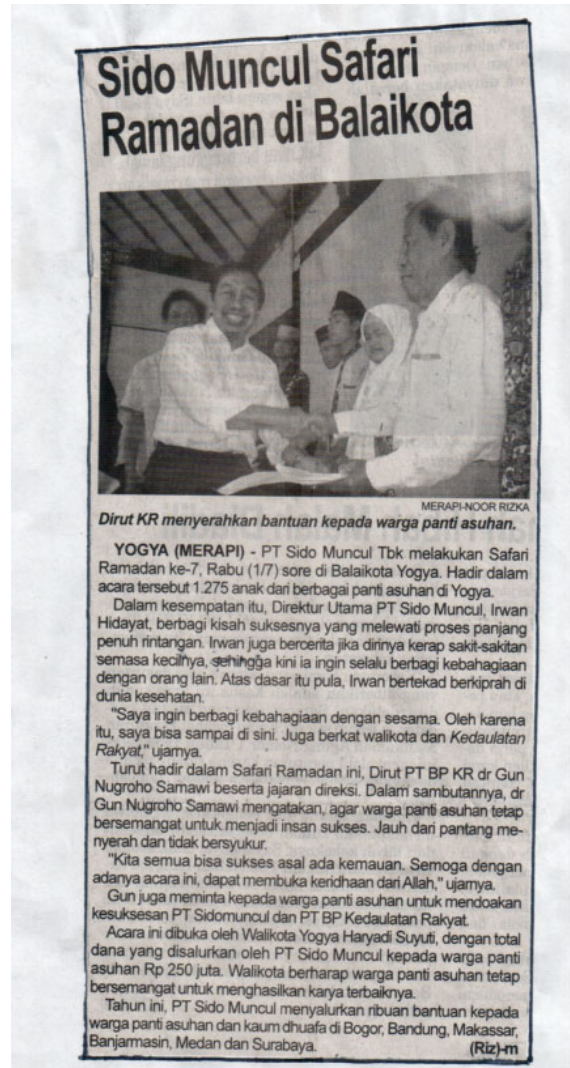 Sido Muncul Safari
Ramadan di Balaikota
MERAPI-NOOR RIZKA
Dirut KR menyerahkan bantuan kepada warga panti asuhan.
YOGYA (MERAPI) - PT Sido Muncul Tbk melakukan Safari
Ramadan ke-7, Rabu (1/7) sore di Balaikota Yogya. Hadir dalam
acara tersebut 1.275 anak dari berbagai panti asuhan di Yogya.
Dalam kesempatan itu, Direktur Utama PT Sido Muncul, Irwan
Hidayat, berbagi kisah suksesnya yang melewati proses panjang
penuh rintangan. Irwan juga bercerita jika dirinya kerap sakit-sakitan
semasa kecilnya, sehingga kini ia ingin selalu berbagi kebahagiaan
dengan orang lain. Atas dasar itu pula, Irwan bertekad berkiprah di
dunia kesehatan.
"Saya ingin berbagi kebahagiaan dengan sesama. Oleh karena
itu, saya bisa sampai di sini. Juga berkat walikota dan Kedaulatan
Rakyat," ujarnya.
Turut hadir dalam Safari Ramadan ini, Dirut PT BP KR dr Gun
Nugroho Samawi beserta jajaran direksi. Dalam sambutannya, dr
Gun Nugroho Samawi mengatakan, agar warga panti asuhan tetap
bersemangat untuk menjadi insan sukses. Jauh dari pantang me-
nyerah dan tidak bersyukur.
"Kita semua bisa sukses asal ada kemauan. Semoga dengan
adanya acara ini, dapat membuka keridhaan dari Allah," ujarnya.
Gun juga meminta kepada warga panti asuhan untuk mendoakan
kesuksesan PT Sidomuncul dan PT BP Kedaulatan Rakyat.
Acara ini dibuka oleh Walikota Yogya Haryadi Suyuti, dengan total
dana yang disalurkan oleh PT Sido Muncul kepada warga panti
asuhan Rp 250 juta. Walikota berharap warga panti asuhan tetap
bersemangat untuk menghasilkan karya terbaiknya.
Tahun ini, PT Sido Muncul menyalurkan ribuan bantuan kepada
warga panti asuhan dan kaum dhuafa di Bogor, Bandung, Makassar,
Banjarmasin, Medan dan Surabaya. (Riz)-m